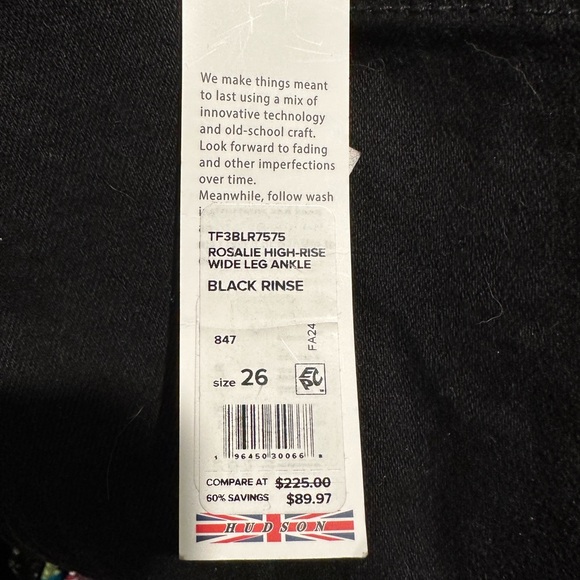 We make things meant
to last using a mix of
innovative technology
and old-school craft.
Look forward to fading
and other imperfections
over time.
Meanwhile, follow wash
TF3BLR7575
ROSALIE HIGH-RISE
WIDE LEG ANKLE
BLACK RINSE
847
FA24
size 26
EPC
1 96450 30066
COMPARE AT $225.00
60% SAVINGS $89.97
HUDSON